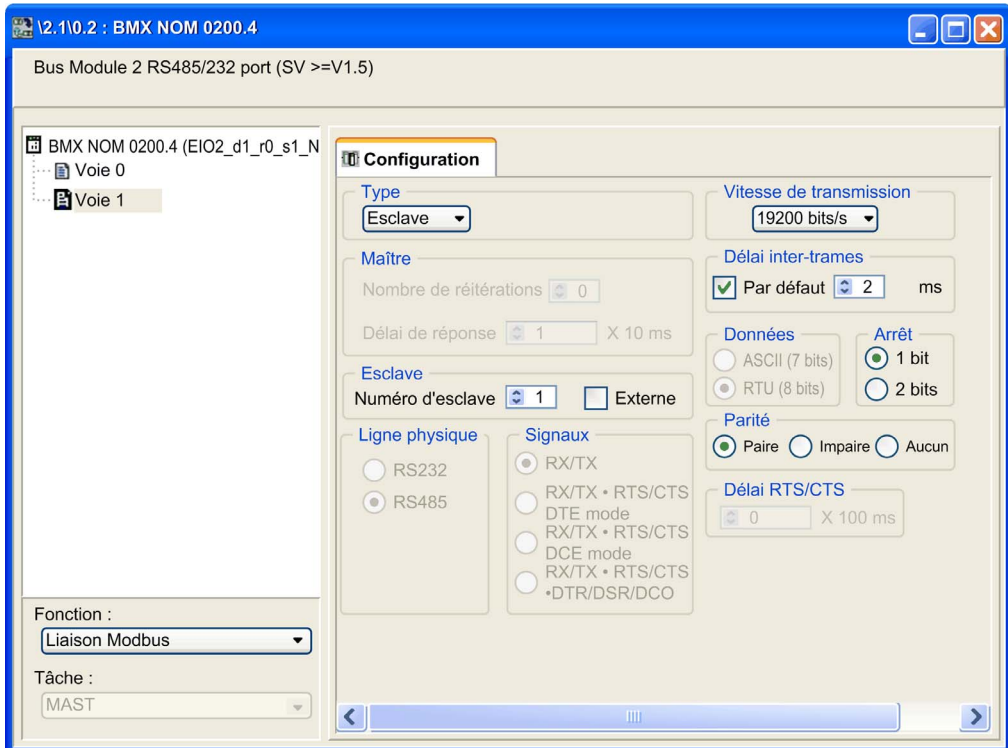 \2.1\0.2 : BMX NOM 0200.4
Bus Module 2 RS485/232 port (SV >=V1.5)
BMX NOM 0200.4 (EIO2_d1_r0_s1_N
Voie 0
Voie 1
Fonction :
Liaison Modbus
Tâche :
MAST
Configuration
Type
Esclave
Vitesse de transmission
19200 bits/s
Maître
Nombre de réitérations 0
Délai de réponse 1 X 10 ms
Délai inter-trames
Par défaut 2 ms
Esclave
Numéro d'esclave 1 Externe
Données
ASCII (7 bits)
RTU (8 bits)
Arrêt
1 bit
2 bits
Ligne physique
RS232
RS485
Signaux
RX/TX
RX/TX • RTS/CTS
DTE mode
RX/TX • RTS/CTS
DCE mode
RX/TX • RTS/CTS
•DTR/DSR/DCO
Parité
Paire Impaire Aucun
Délai RTS/CTS
0 X 100 ms